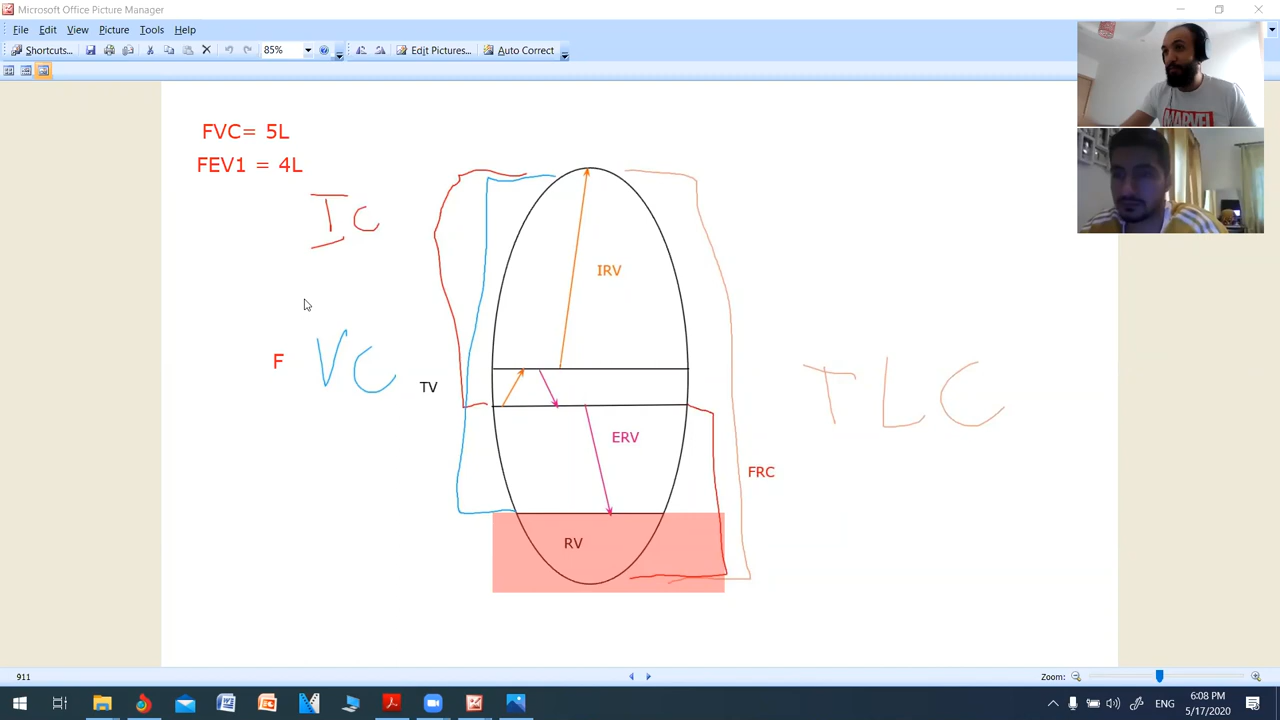 Microsoft Office Picture Manager
File Edit View Picture Tools Help
Shortcuts... 85% Edit Pictures... Auto Correct
MARVEL
FVC= 5L
FEV1 = 4L
IC
IRV
F VC
TV
TLC
ERV
FRC
RV
911 Zoom:
ENG 6:08 PM
5/17/2020